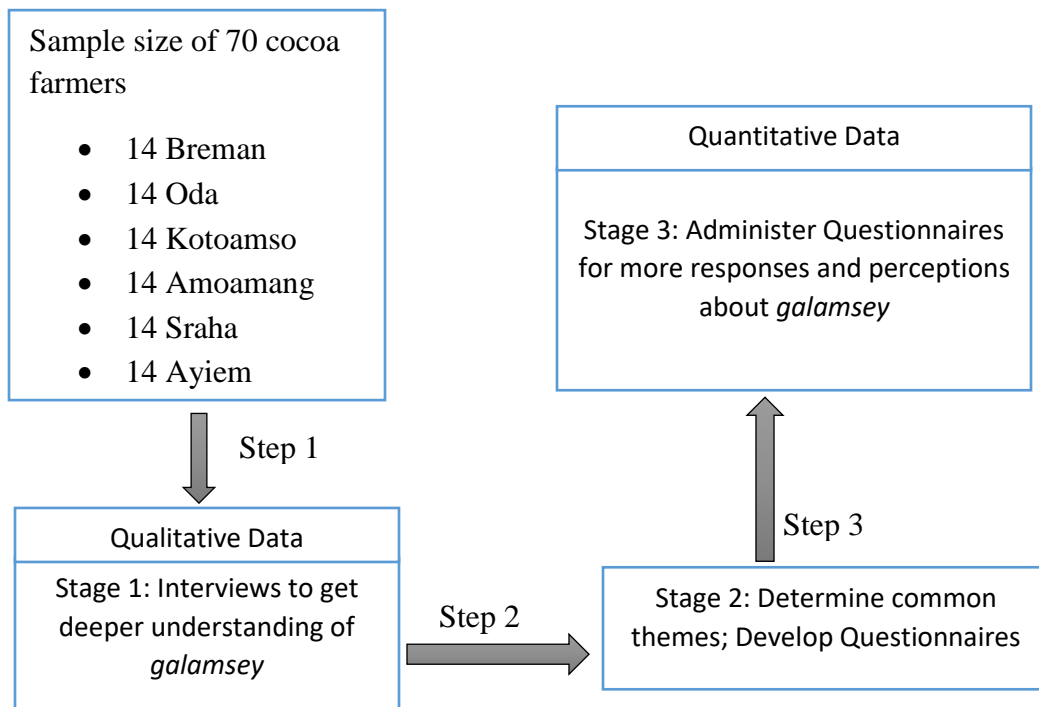 Sample size of 70 cocoa
farmers
• 14 Breman
• 14 Oda
• 14 Kotoamso
• 14 Amoamang
• 14 Sraha
• 14 Ayiem
Step 1
Qualitative Data
Stage 1: Interviews to get
deeper understanding of
galamsey
Step 2
Stage 2: Determine common
themes; Develop Questionnaires
Step 3
Quantitative Data
Stage 3: Administer Questionnaires
for more responses and perceptions
about galamsey